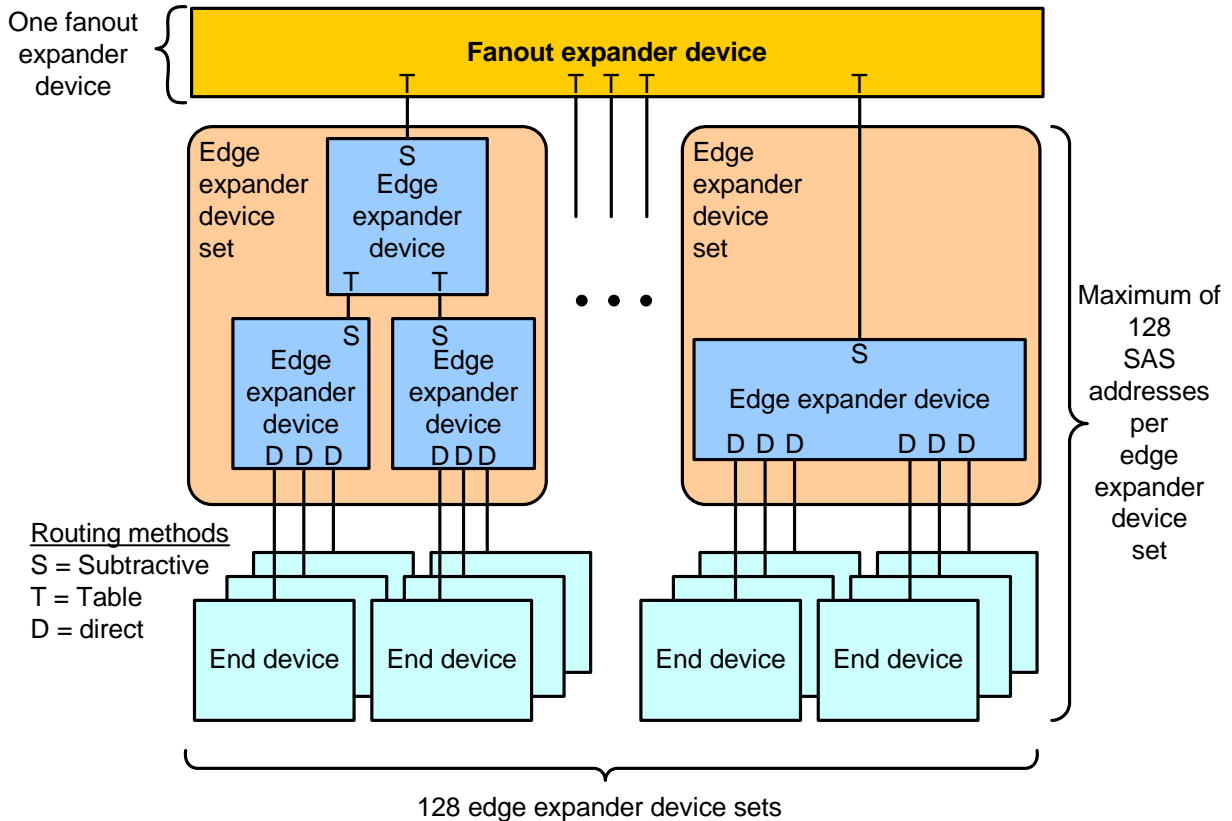 One fanout
expander
device
Fanout expander device
T
T T T
T
Edge
expander
device
set
S
Edge
expander
device
T T
S
Edge
expander
device
D D D
S
Edge
expander
device
D D D
Edge
expander
device
set
S
Edge expander device
D D D
D D D
Maximum of
128
SAS
addresses
per
edge
expander
device
set
Routing methods
S = Subtractive
T = Table
D = direct
End device
End device
End device
End device
128 edge expander device sets